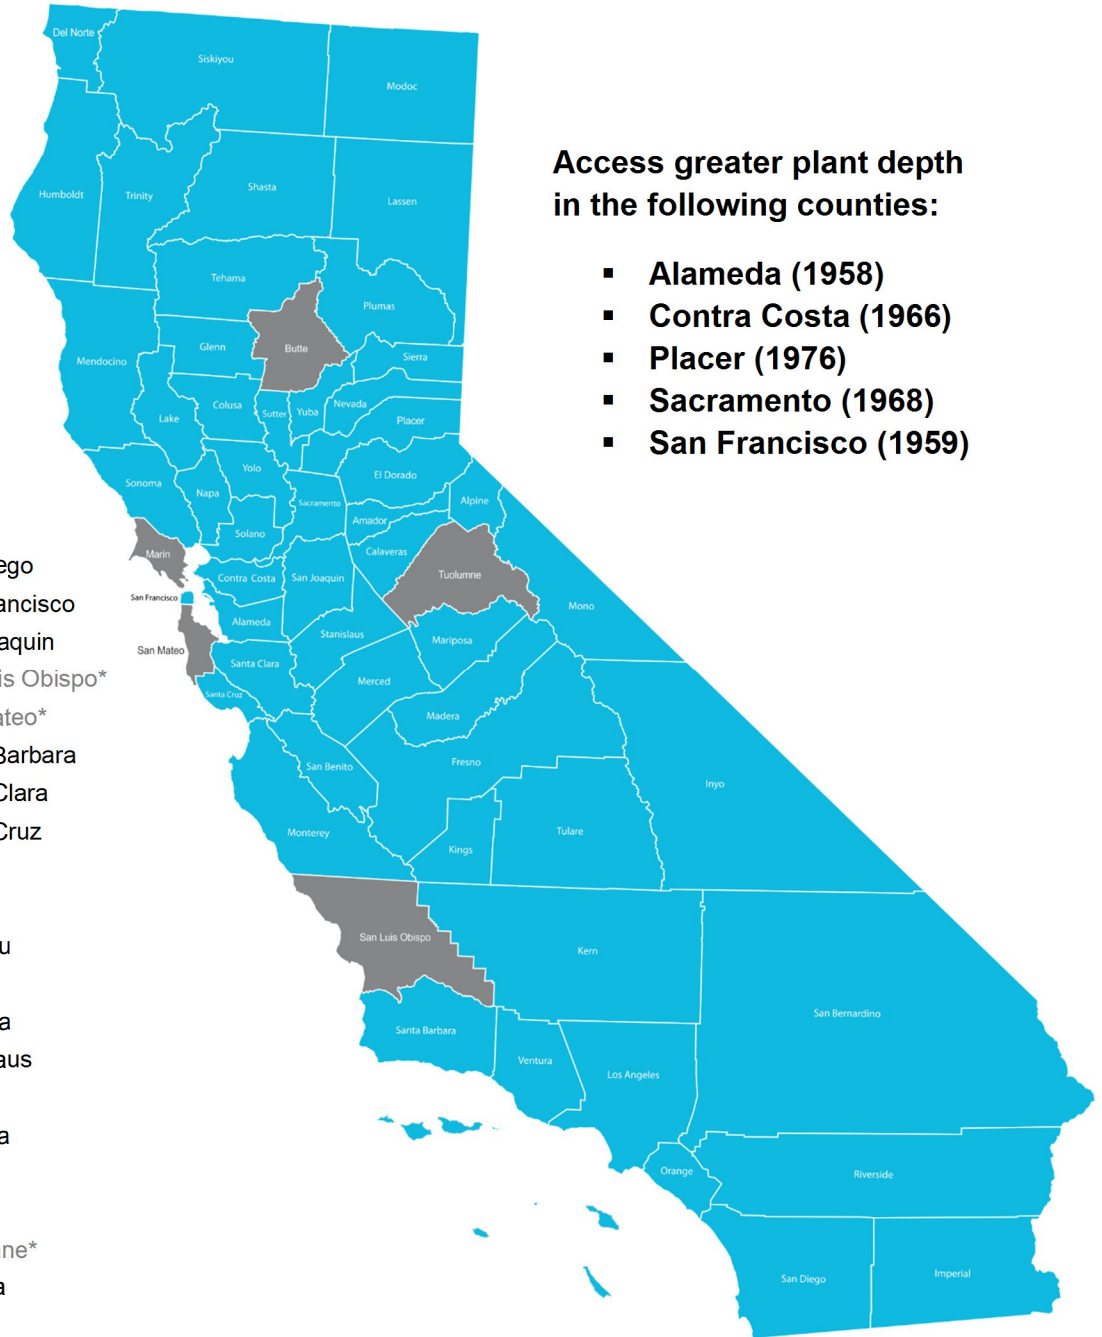 Del Norte
Siskiyou
Modoc
Humboldt
Trinity
Shasta
Lassen
Access greater plant depth
in the following counties:
▪ Alameda (1958)
▪ Contra Costa (1966)
▪ Placer (1976)
▪ Sacramento (1968)
▪ San Francisco (1959)
Tehama
Plumas
Mendocino
Glenn
Butte
Sierra
Lake
Colusa
Sutter
Yuba
Nevada
Placer
Sonoma
Napa
Yolo
Sacramento
El Dorado
Alpine
Solano
Amador
Marin
Calaveras
Contra Costa
San Joaquin
Tuolumne
San Francisco
Alameda
Stanislaus
Mariposa
Mono
San Mateo
Santa Clara
Santa Cruz
Merced
Madera
San Benito
Fresno
Inyo
Monterey
Kings
Tulare
San Luis Obispo
Kern
Santa Barbara
Ventura
Los Angeles
San Bernardino
Orange
Riverside
San Diego
Imperial
ego
ancisco
aquin
is Obispo*
ateo*
Barbara
Clara
Cruz
u
a
aus
a
ne*
a